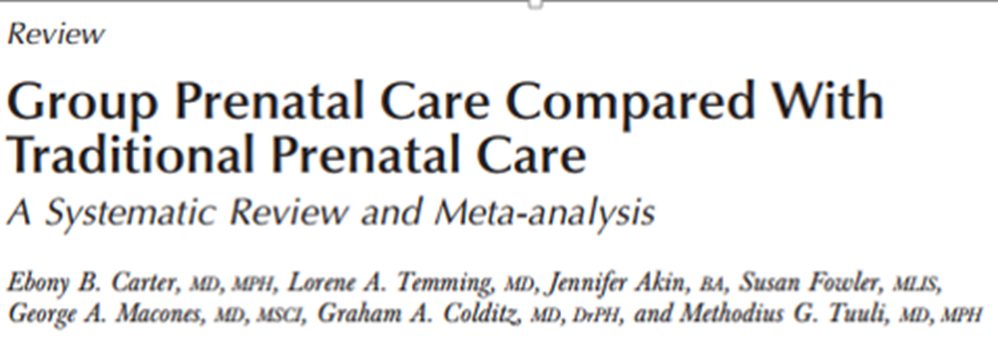 Review
Group Prenatal Care Compared With
Traditional Prenatal Care
A Systematic Review and Meta-analysis
Ebony B. Carter, MD, MPH, Lorene A. Temming, MD, Jennifer Akin, BA, Susan Fowler, MLIS,
George A. Macones, MD, MSCI, Graham A. Colditz, MD, DrPH, and Methodius G. Tuuli, MD, MPH